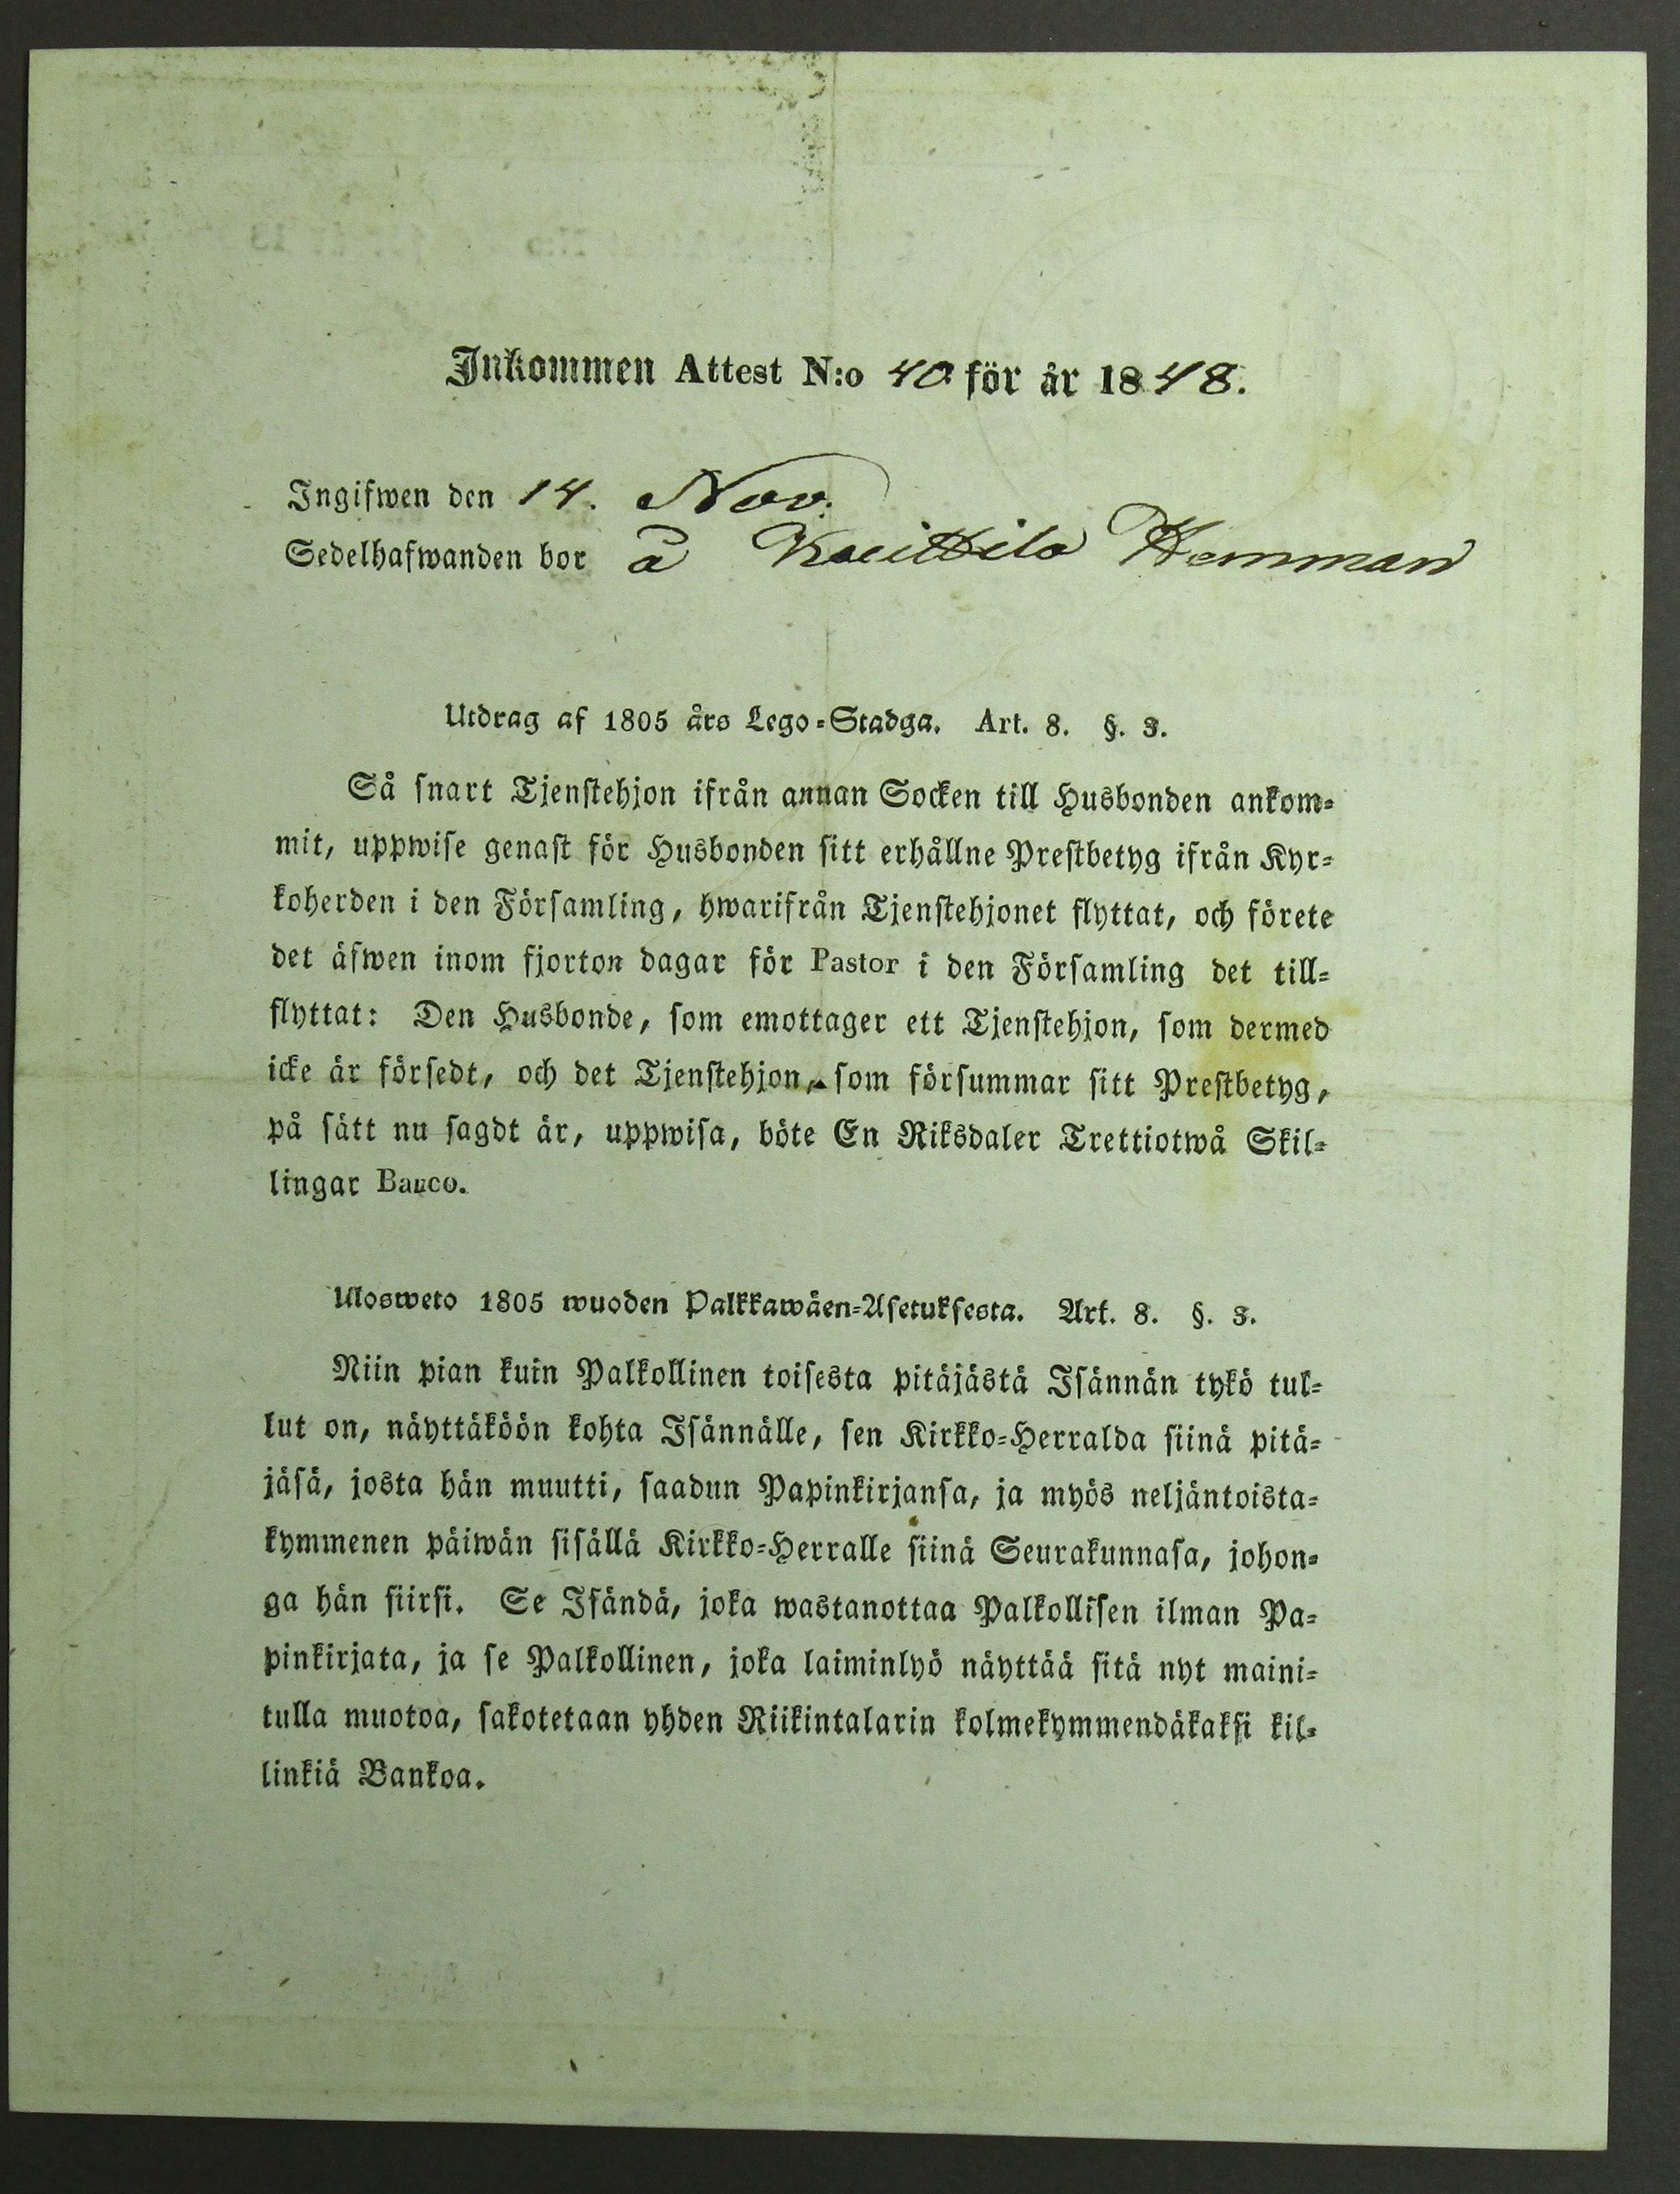 Inkommen Attest N:o 40 för år 1848.
Ingifwen den 14. Nov.
Sedelhafwanden bor å Hemman
Utdrag af 1805 års Lego-Stadga. Art. 8. §. 3.
Så snart Tjenstehjon ifrån annan Socken till Husbonden ankom-
mit, uppwise genast för Husbonden sitt erhållne Prestbetyg ifrån Kyr-
koherden i den Församling, hwarifrån Tjenstehjonet flyttat, och förete
det äfwen inom fjorton dagar för Pastor i den Församling det till-
flyttat: Den Husbonde, som emottager ett Tjenstehjon, som dermed
icke är försedt, och det Tjenstehjon, som försummar sitt Prestbetyg,
på sätt nu sagdt är, uppwisa, böte En Riksdaler Trettiotwå Skil-
lingar Banco.
Ulosweto 1805 wuoden Palkkawäen-Asetuksesta. Art. 8. §. 3.
Niin pian kuin Palkollinen toisesta pitäjästä Isännän tykö tul-
lut on, näyttäköön kohta Isännälle, sen Kirkko-Herralda siinä pitä-
jäsä, josta hän muutti, saadun Papinkirjansa, ja myös neljäntoista-
kymmenen päiwän sisällä Kirkko-Herralle siinä Seurakunnasa, johon-
ga hän siirsi. Se Isändä, joka wastanottaa Palkollisen ilman Pa-
pinkirjata, ja se Palkollinen, joka laiminlyö näyttää sitä nyt maini-
tulla muotoa, sakotetaan yhden Riikintalarin kolmekymmendäkaksi kil-
linkiä Bankoa.